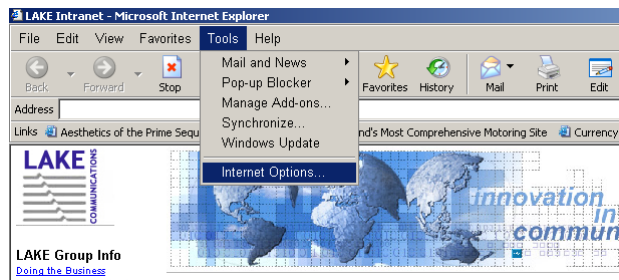 LAKE Intranet - Microsoft Internet Explorer
File Edit View Favorites Tools Help
Back Forward Stop Favorites History Mail Print Edit
Mail and News
Pop-up Blocker
Manage Add-ons...
Synchronize...
Windows Update
Internet Options...
Address
Links Aesthetics of the Prime Sequ nd's Most Comprehensive Motoring Site Currency
LAKE
COMMUNICATIONS
innovation
in
commun
LAKE Group Info
Doing the Business